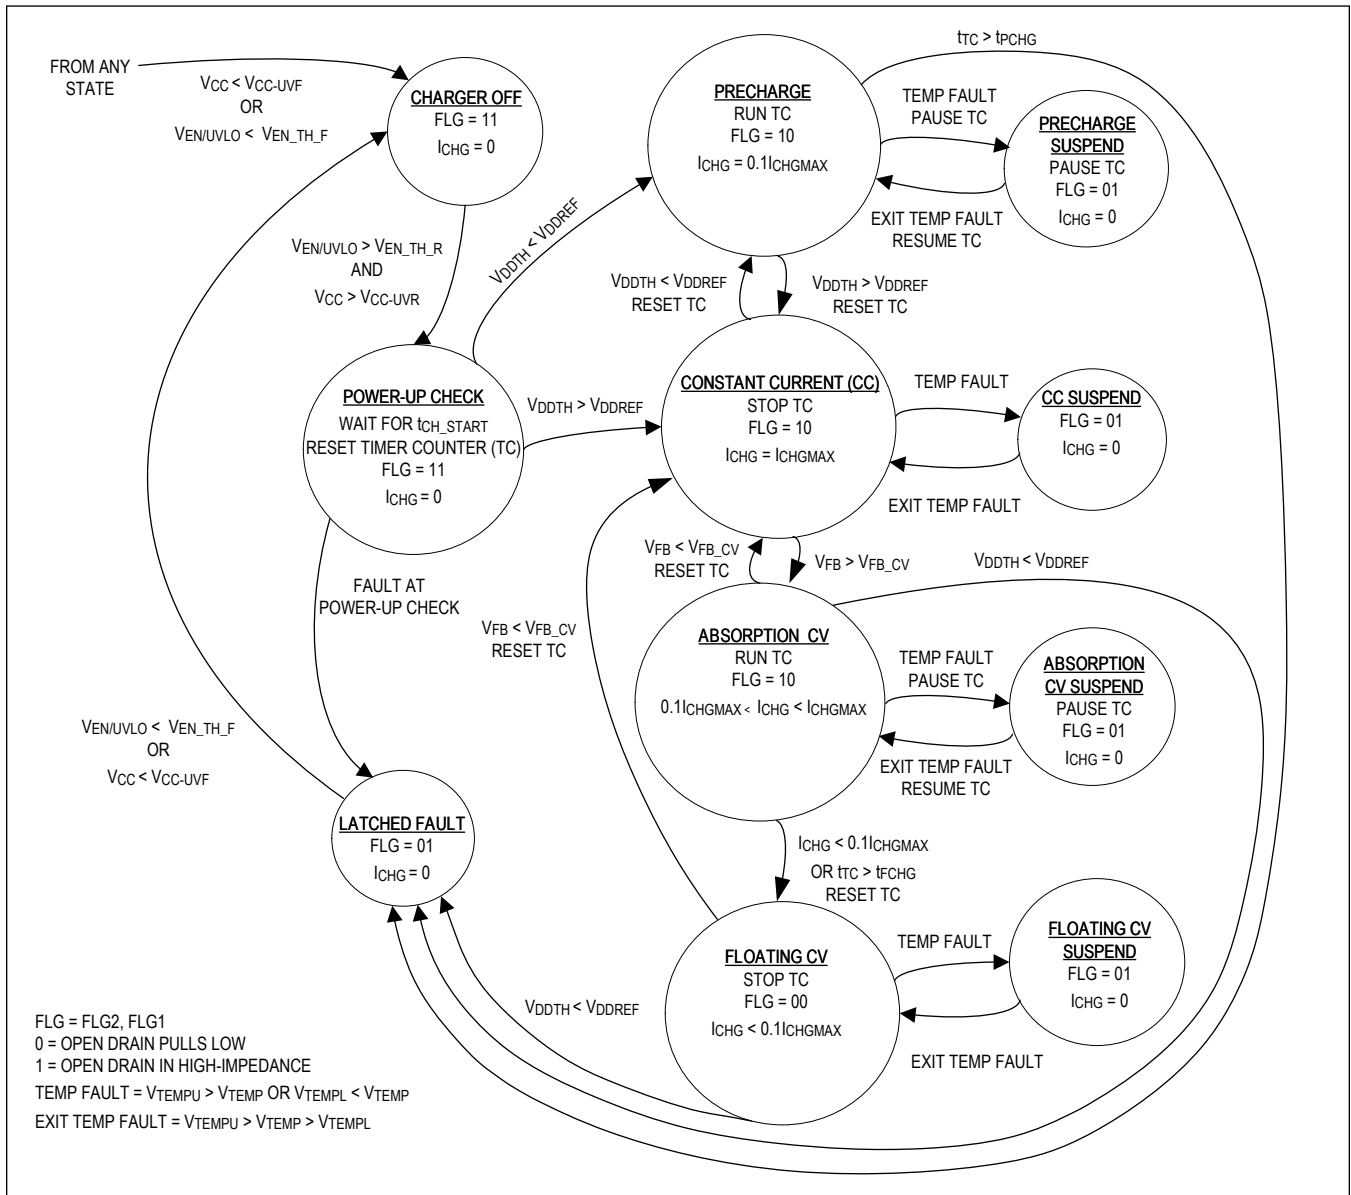 FROM ANY
STATE
VCC < VCC-UVF
OR
VEN/UVLO < VEN_TH_F
CHARGER OFF
FLG = 11
ICHG = 0
VEN/UVLO > VEN_TH_R
AND
VCC > VCC-UVR
POWER-UP CHECK
WAIT FOR tCH_START
RESET TIMER COUNTER (TC)
FLG = 11
ICHG = 0
VDDTH < VDDREF
VDDTH > VDDREF
FAULT AT
POWER-UP CHECK
VEN/UVLO < VEN_TH_F
OR
VCC < VCC-UVF
LATCHED FAULT
FLG = 01
ICHG = 0
PRECHARGE
RUN TC
FLG = 10
ICHG = 0.1ICHGMAX
tTC > tPCHG
TEMP FAULT
PAUSE TC
EXIT TEMP FAULT
RESUME TC
PRECHARGE
SUSPEND
PAUSE TC
FLG = 01
ICHG = 0
VDDTH < VDDREF
RESET TC
VDDTH > VDDREF
RESET TC
CONSTANT CURRENT (CC)
STOP TC
FLG = 10
ICHG = ICHGMAX
TEMP FAULT
EXIT TEMP FAULT
CC SUSPEND
FLG = 01
ICHG = 0
VFB < VFB_CV
RESET TC
VFB > VFB_CV
VDDTH < VDDREF
VFB < VFB_CV
RESET TC
ABSORPTION CV
RUN TC
FLG = 10
0.1ICHGMAX < ICHG < ICHGMAX
TEMP FAULT
PAUSE TC
EXIT TEMP FAULT
RESUME TC
ABSORPTION
CV SUSPEND
PAUSE TC
FLG = 01
ICHG = 0
ICHG < 0.1ICHGMAX
OR tTC > tFCHG
RESET TC
FLOATING CV
STOP TC
FLG = 00
ICHG < 0.1ICHGMAX
TEMP FAULT
EXIT TEMP FAULT
FLOATING CV
SUSPEND
FLG = 01
ICHG = 0
VDDTH < VDDREF
FLG = FLG2, FLG1
0 = OPEN DRAIN PULLS LOW
1 = OPEN DRAIN IN HIGH-IMPEDANCE
TEMP FAULT = VTEMPU > VTEMP OR VTEMPL < VTEMP
EXIT TEMP FAULT = VTEMPU > VTEMP > VTEMPL